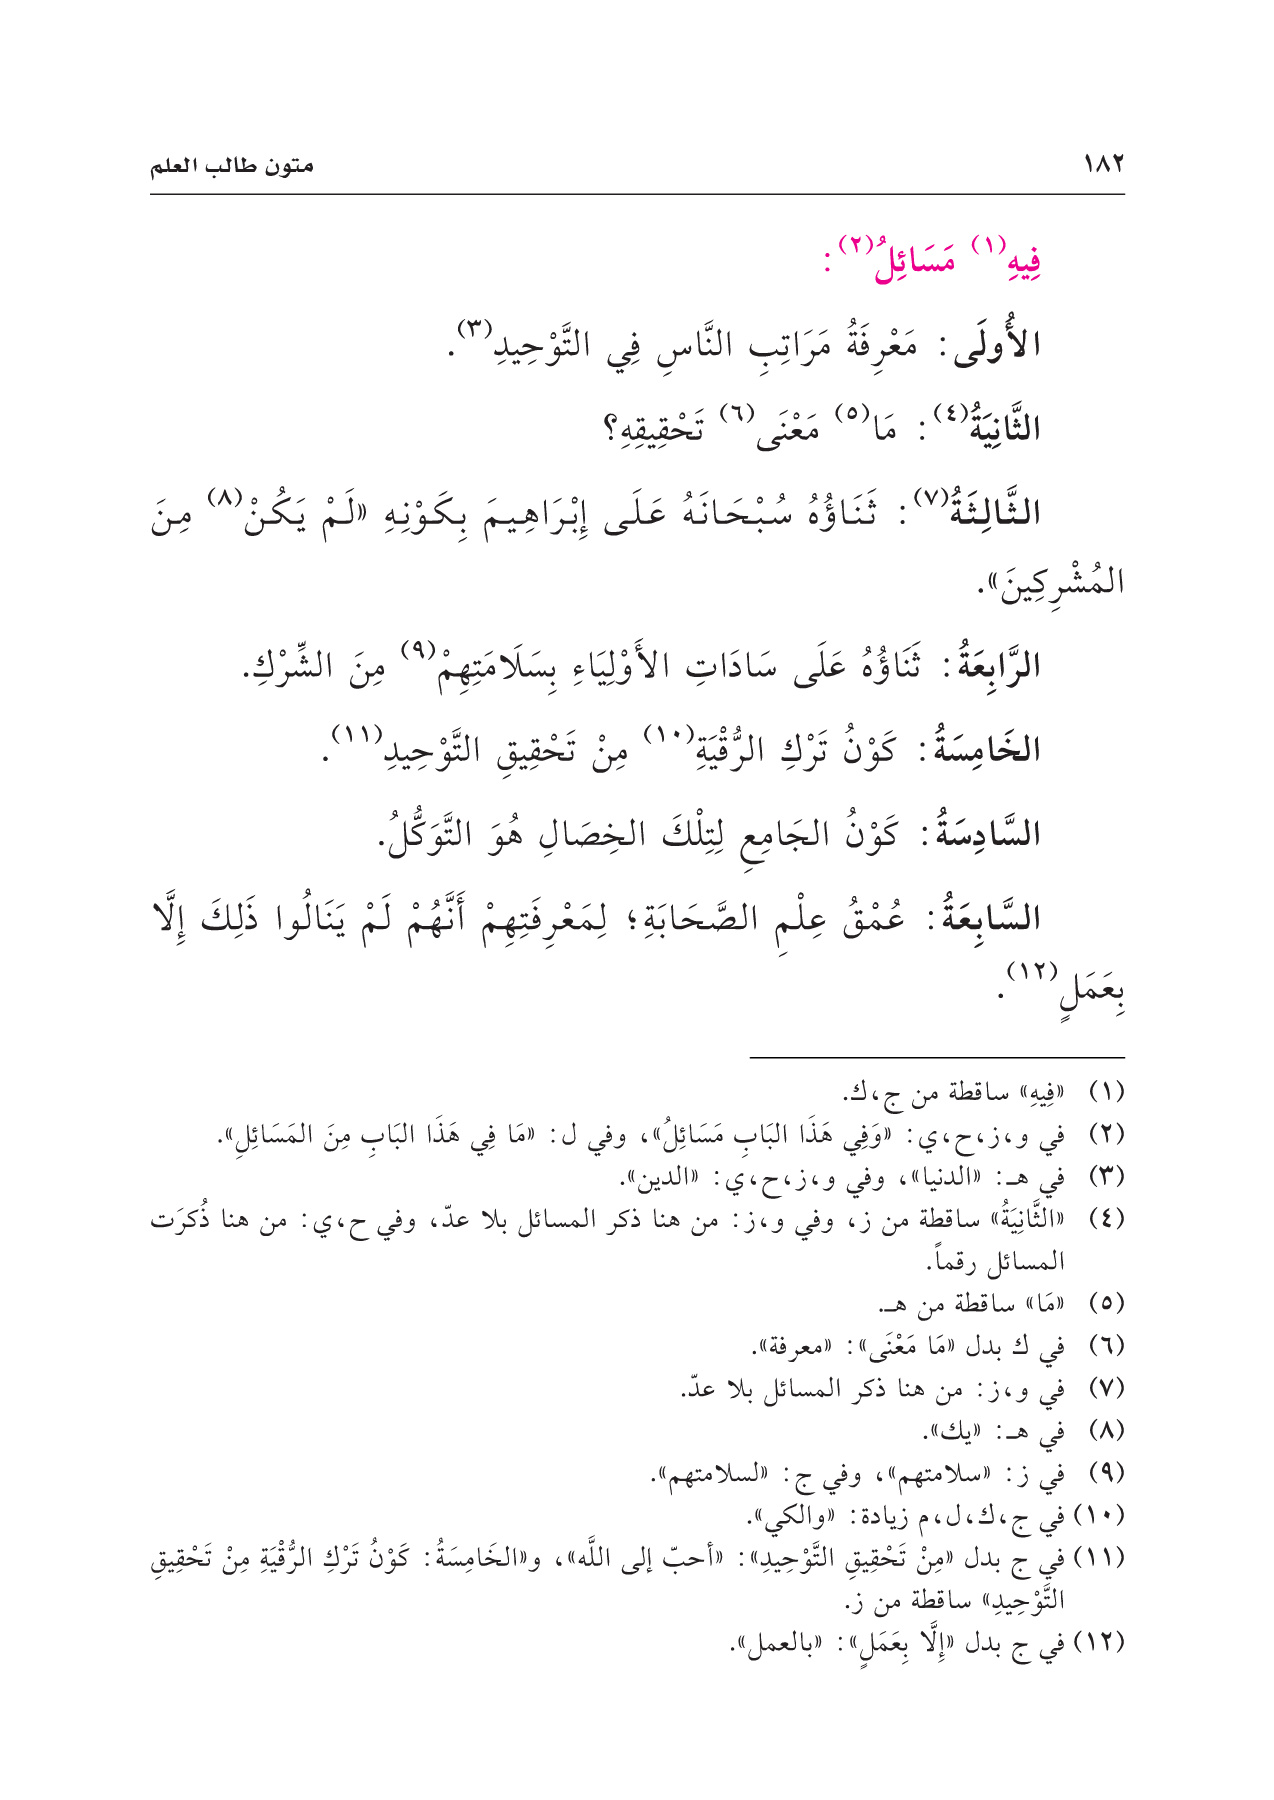 ١٨٢
متون طالب العلم
فِيهِ(١) مَسَائِلُ(٢):
الأُولَى: مَعْرِفَةُ مَرَاتِبِ النَّاسِ فِي التَّوْحِيدِ(٣).
الثَّانِيَةُ(٤): مَا(٥) مَعْنَى(٦) تَحْقِيقِهِ؟
الثَّالِثَةُ(٧): ثَنَاؤُهُ سُبْحَانَهُ عَلَى إِبْرَاهِيمَ بِكَوْنِهِ «لَمْ يَكُنْ(٨) مِنَ
المُشْرِكِينَ».
الرَّابِعَةُ: ثَنَاؤُهُ عَلَى سَادَاتِ الأَوْلِيَاءِ بِسَلَامَتِهِمْ(٩) مِنَ الشِّرْكِ.
الخَامِسَةُ: كَوْنُ تَرْكِ الرُّقْيَةِ(١٠) مِنْ تَحْقِيقِ التَّوْحِيدِ(١١).
السَّادِسَةُ: كَوْنُ الجَامِعِ لِتِلْكَ الخِصَالِ هُوَ التَّوَكُّلُ.
السَّابِعَةُ: عُمْقُ عِلْمِ الصَّحَابَةِ؛ لِمَعْرِفَتِهِمْ أَنَّهُمْ لَمْ يَنَالُوا ذَلِكَ إِلَّا
بِعَمَلٍ(١٢).
(١) «فِيهِ» ساقطة من ج،ك.
(٢) في و،ز،ح،ي: «وَفِي هَذَا البَابِ مَسَائِلُ»، وفي ل: «مَا فِي هَذَا البَابِ مِنَ المَسَائِلِ».
(٣) في هـ: «الدنيا»، وفي و،ز،ح،ي: «الدين».
(٤) «الثَّانِيَةُ» ساقطة من ز، وفي و،ز: من هنا ذكر المسائل بلا عدّ، وفي ح،ي: من هنا ذُكرَت
المسائل رقماً.
(٥) «مَا» ساقطة من هـ.
(٦) في ك بدل «مَا مَعْنَى»: «معرفة».
(٧) في و،ز: من هنا ذكر المسائل بلا عدّ.
(٨) في هـ: «يك».
(٩) في ز: «سلامتهم»، وفي ج: «لسلامتهم».
(١٠) في ج،ك،ل،م زيادة: «والكي».
(١١) في ج بدل «مِنْ تَحْقِيقِ التَّوْحِيدِ»: «أحبّ إلى اللَّه»، و«الخَامِسَةُ: كَوْنُ تَرْكِ الرُّقْيَةِ مِنْ تَحْقِيقِ
التَّوْحِيدِ» ساقطة من ز.
(١٢) في ج بدل «إِلَّا بِعَمَلٍ»: «بالعمل».